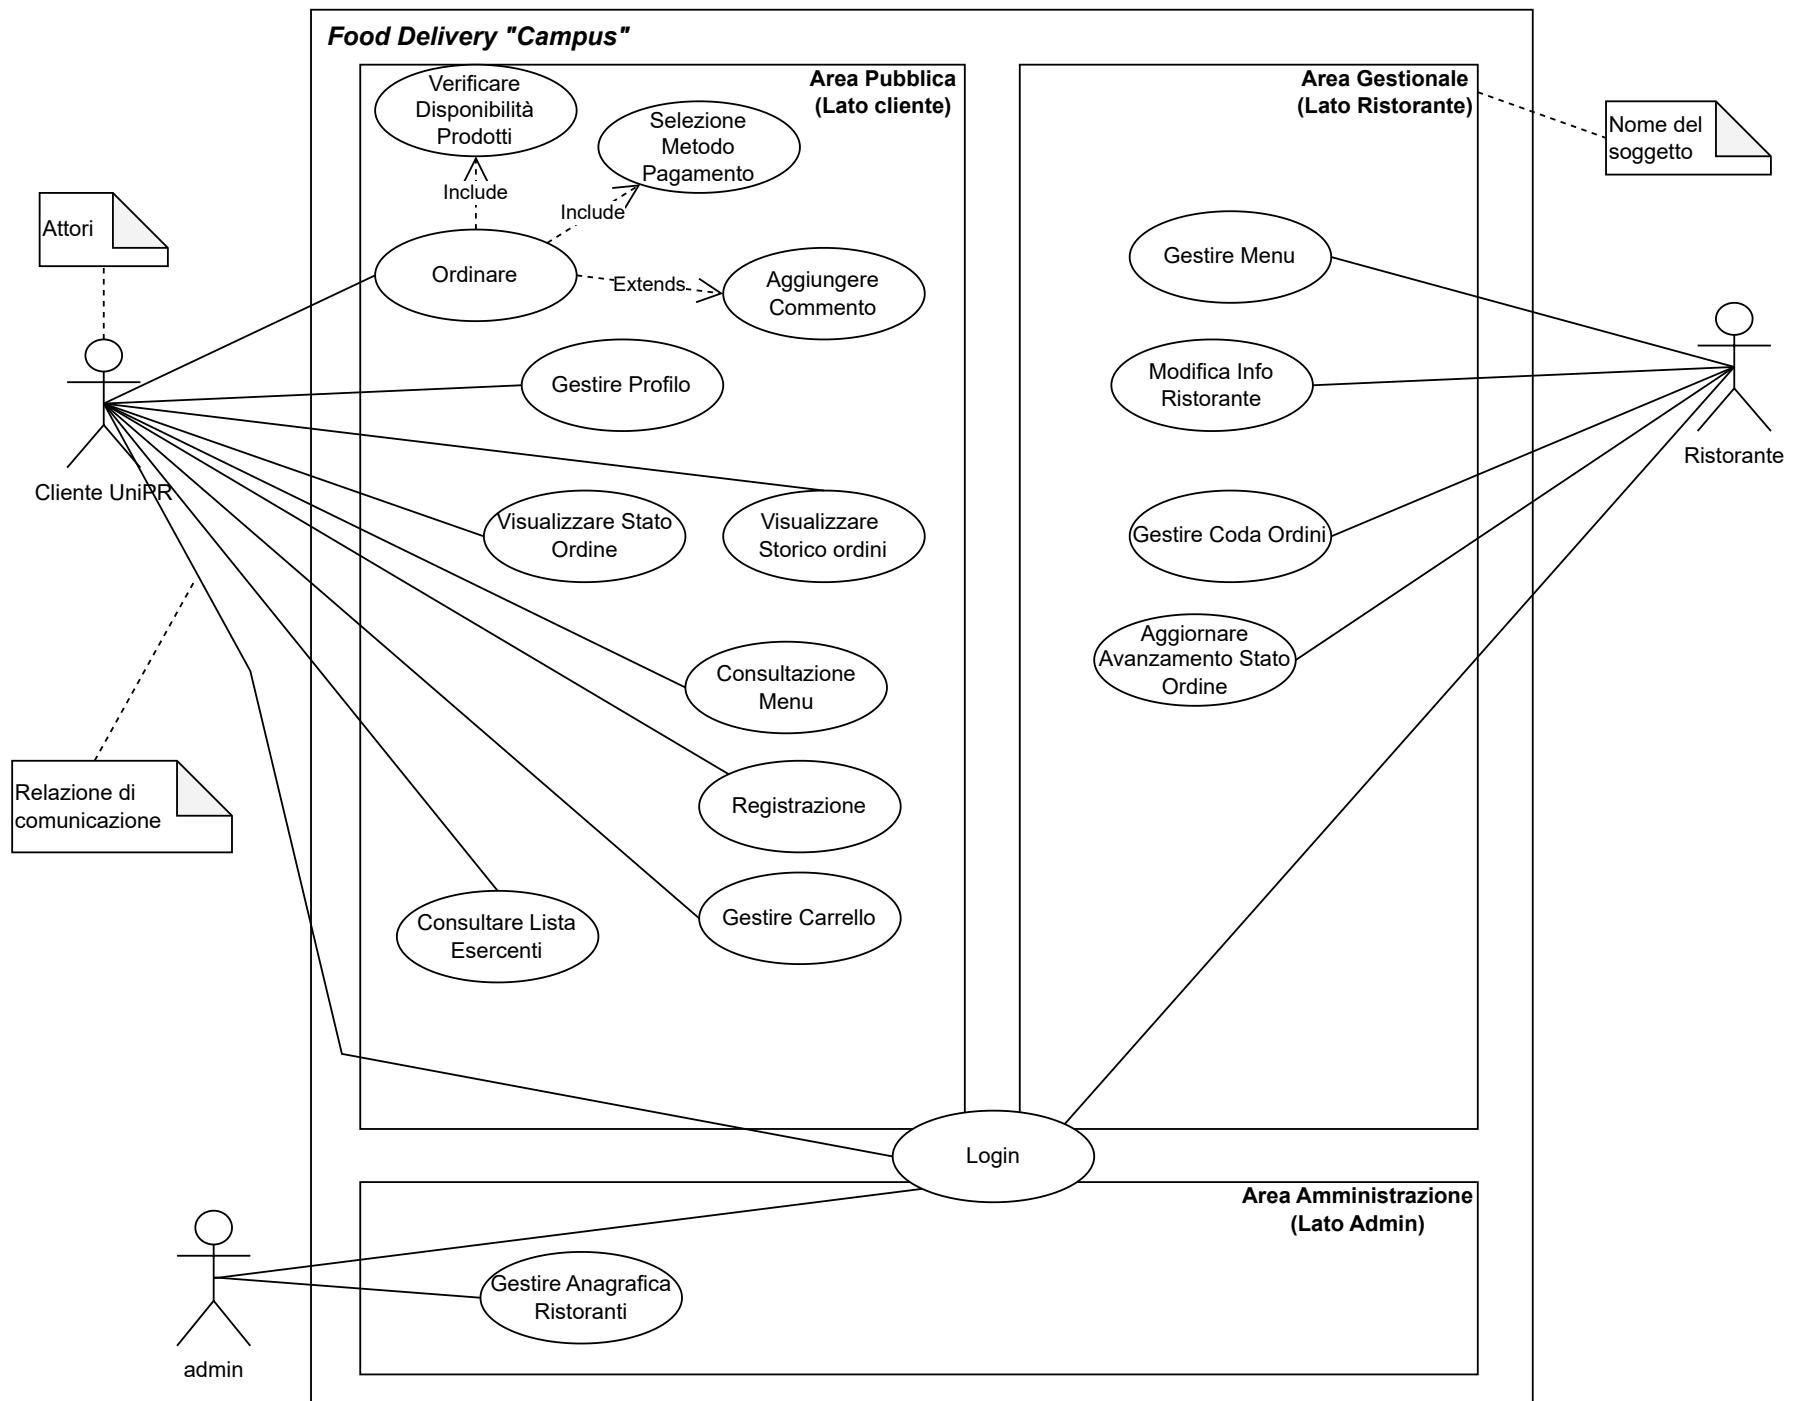 Food Delivery "Campus"
Area Pubblica
(Lato cliente)
Verificare
Disponibilità
Prodotti
Selezione
Metodo
Pagamento
Include
Include
Ordinare
Extends
Aggiungere
Commento
Gestire Profilo
Visualizzare Stato
Ordine
Visualizzare
Storico ordini
Consultazione
Menu
Registrazione
Gestire Carrello
Consultare Lista
Esercenti
Attori
Cliente UniPR
Relazione di
comunicazione
Area Gestionale
(Lato Ristorante)
Nome del
soggetto
Gestire Menu
Modifica Info
Ristorante
Gestire Coda Ordini
Aggiornare
Avanzamento Stato
Ordine
Ristorante
Login
Area Amministrazione
(Lato Admin)
Gestire Anagrafica
Ristoranti
admin